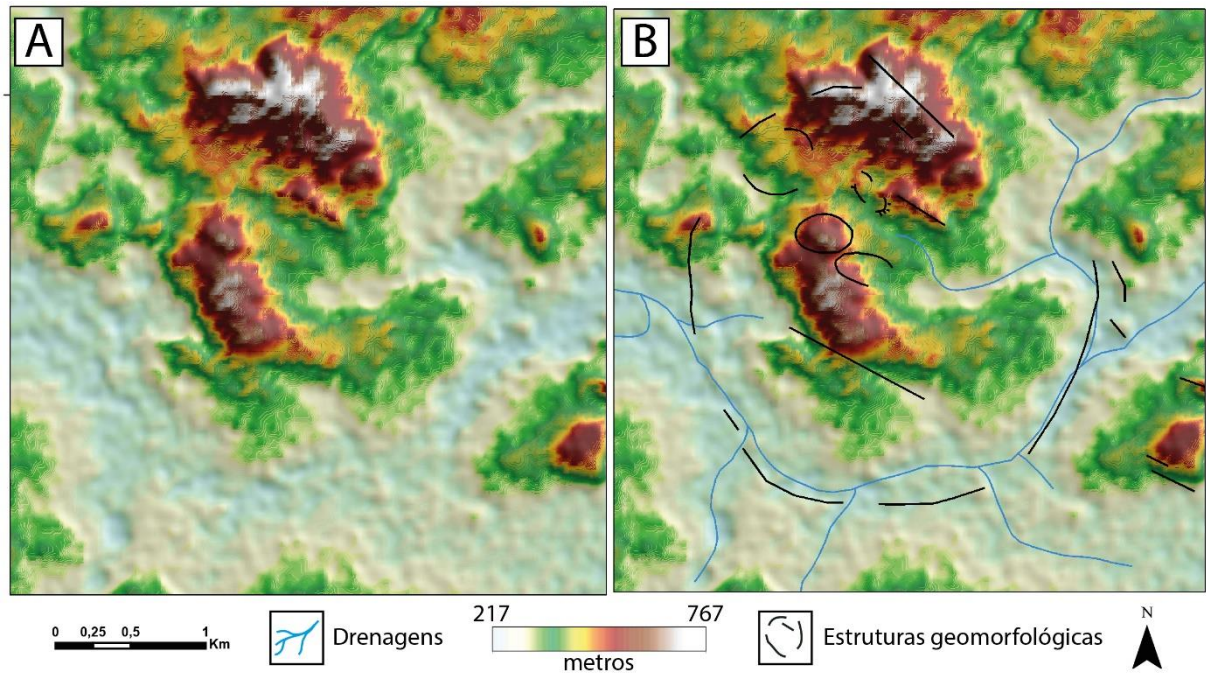 A
B
217 767
N
0 0,25 0,5 1
Km
Drenagens
metros
Estruturas geomorfológicas